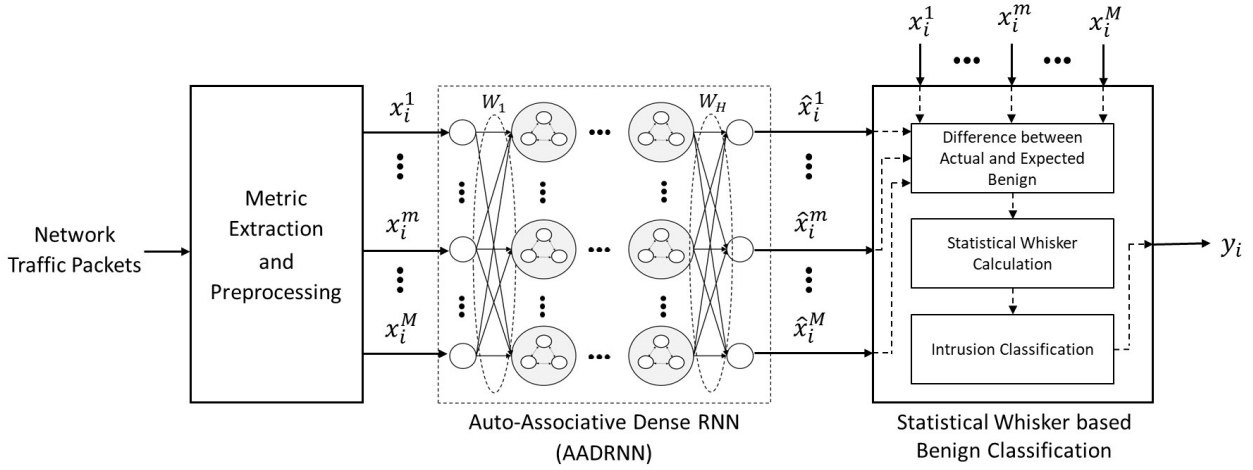 x_i^1 x_i^m x_i^M
Network
Traffic Packets
Metric
Extraction
and
Preprocessing
x_i^1
x_i^m
x_i^M
W_1
W_H
x̂_i^1
x̂_i^m
x̂_i^M
Auto-Associative Dense RNN
(AADRNN)
Difference between
Actual and Expected
Benign
Statistical Whisker
Calculation
Intrusion Classification
y_i
Statistical Whisker based
Benign Classification